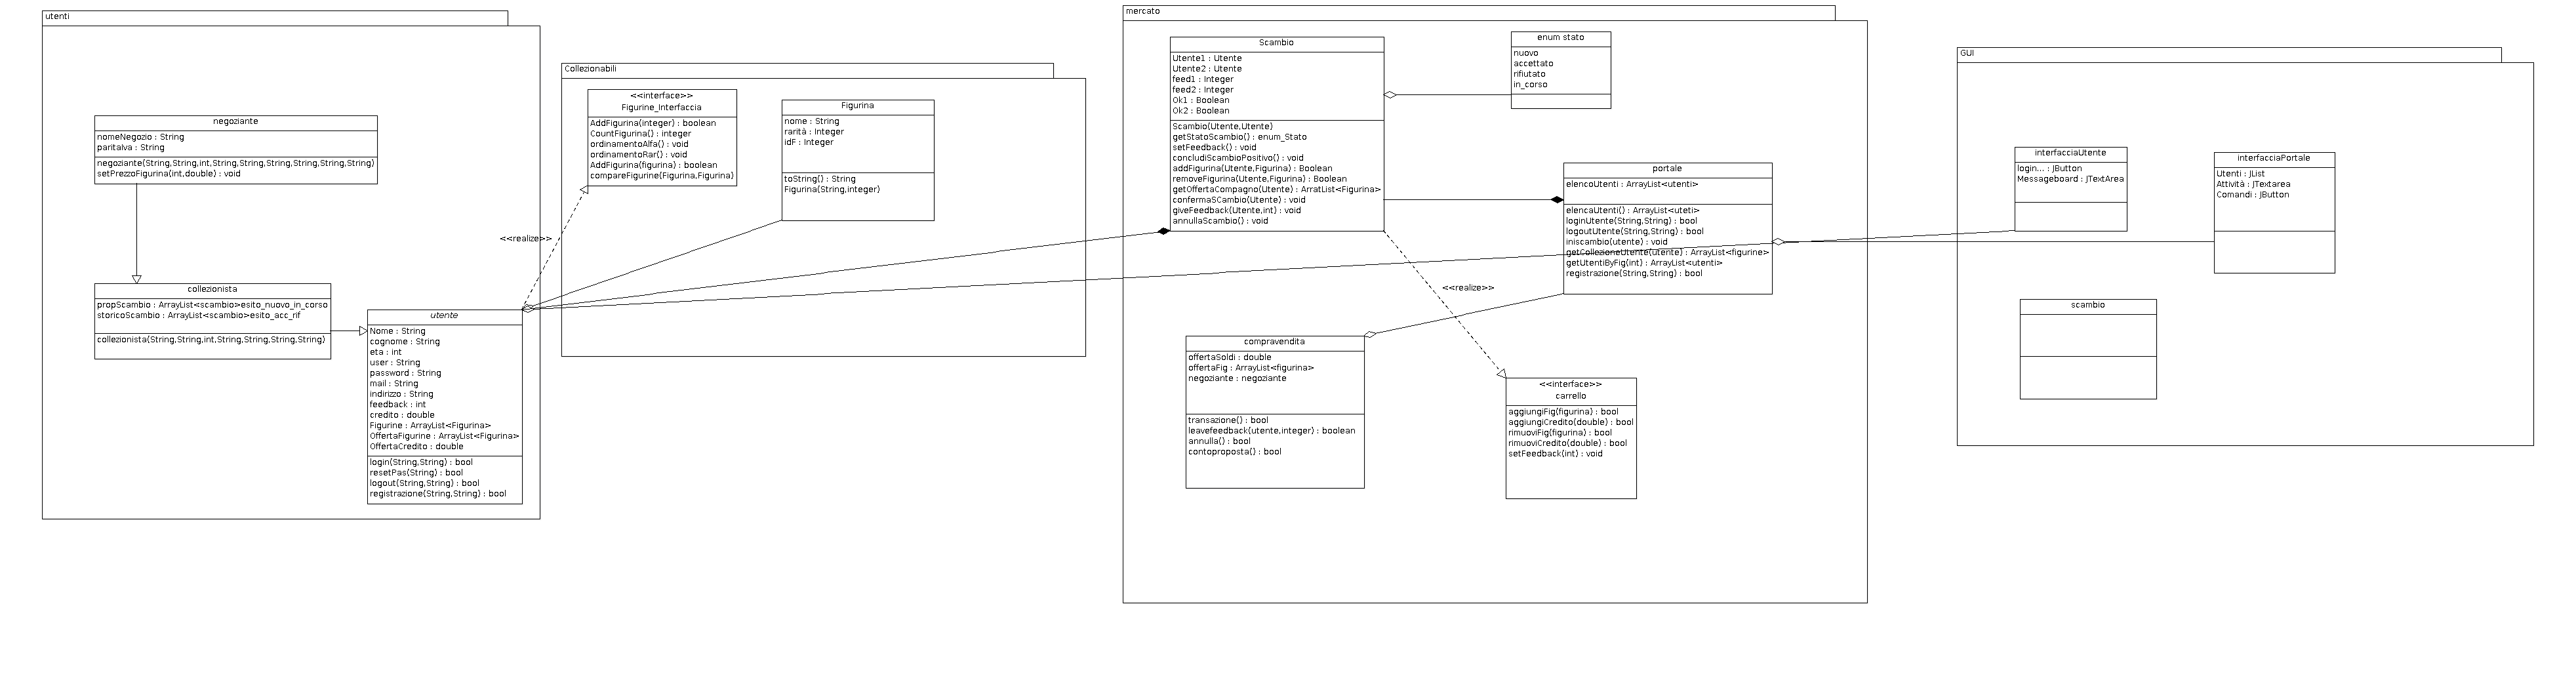 utenti
negoziante
nomeNegozio : String
paritaIva : String
negoziante(String,String,int,String,String,String,String,String,String)
setPrezzoFigurina(int,double) : void
collezionista
propScambio : ArrayList<scambio>esito_nuovo_in_corso
storicoScambio : ArrayList<scambio>esito_acc_rif
collezionista(String,String,int,String,String,String,String)
utente
Nome : String
cognome : String
eta : int
user : String
password : String
mail : String
indirizzo : String
feedback : int
credito : double
Figurine : ArrayList<Figurina>
OffertaFigurine : ArrayList<Figurina>
OffertaCredito : double
login(String,String) : bool
resetPas(String) : bool
logout(String,String) : bool
registrazione(String,String) : bool
<<realize>>
Collezionabili
<<interface>>
Figurine_Interfaccia
AddFigurina(integer) : boolean
CountFigurina() : integer
ordinamentoAlfa() : void
ordinamentoRar() : void
AddFigurina(figurina) : boolean
compareFigurine(Figurina,Figurina)
Figurina
nome : String
rarità : Integer
idF : Integer
toString() : String
Figurina(String,integer)
mercato
Scambio
Utente1 : Utente
Utente2 : Utente
feed1 : Integer
feed2 : Integer
Ok1 : Boolean
Ok2 : Boolean
Scambio(Utente,Utente)
getStatoScambio() : enum_Stato
setFeedback() : void
concludiScambioPositivo() : void
addFigurina(Utente,Figurina) : Boolean
removeFigurina(Utente,Figurina) : Boolean
getOffertaCompagno(Utente) : ArratList<Figurina>
confermaSCambio(Utente) : void
giveFeedback(Utente,int) : void
annullaScambio() : void
enum stato
nuovo
accettato
rifiutato
in_corso
portale
elencoUtenti : ArrayList<utenti>
elencaUtenti() : ArrayList<uteti>
loginUtente(String,String) : bool
logoutUtente(String,String) : bool
iniscambio(utente) : void
getCollezioneUtente(utente) : ArrayList<figurine>
getUtentiByFig(int) : ArrayList<utenti>
registrazione(String,String) : bool
<<realize>>
compravendita
offertaSoldi : double
offertaFig : ArrayList<figurina>
negoziante : negoziante
transazione() : bool
leavefeedback(utente,integer) : boolean
annulla() : bool
contoproposta() : bool
<<interface>>
carrello
aggiungiFig(figurina) : bool
aggiungiCredito(double) : bool
rimuoviFig(figurina) : bool
rimuoviCredito(double) : bool
setFeedback(int) : void
GUI
interfacciaUtente
login... : JButton
Messageboard : JTextArea
interfacciaPortale
Utenti : JList
Attività : JTextarea
Comandi : JButton
scambio